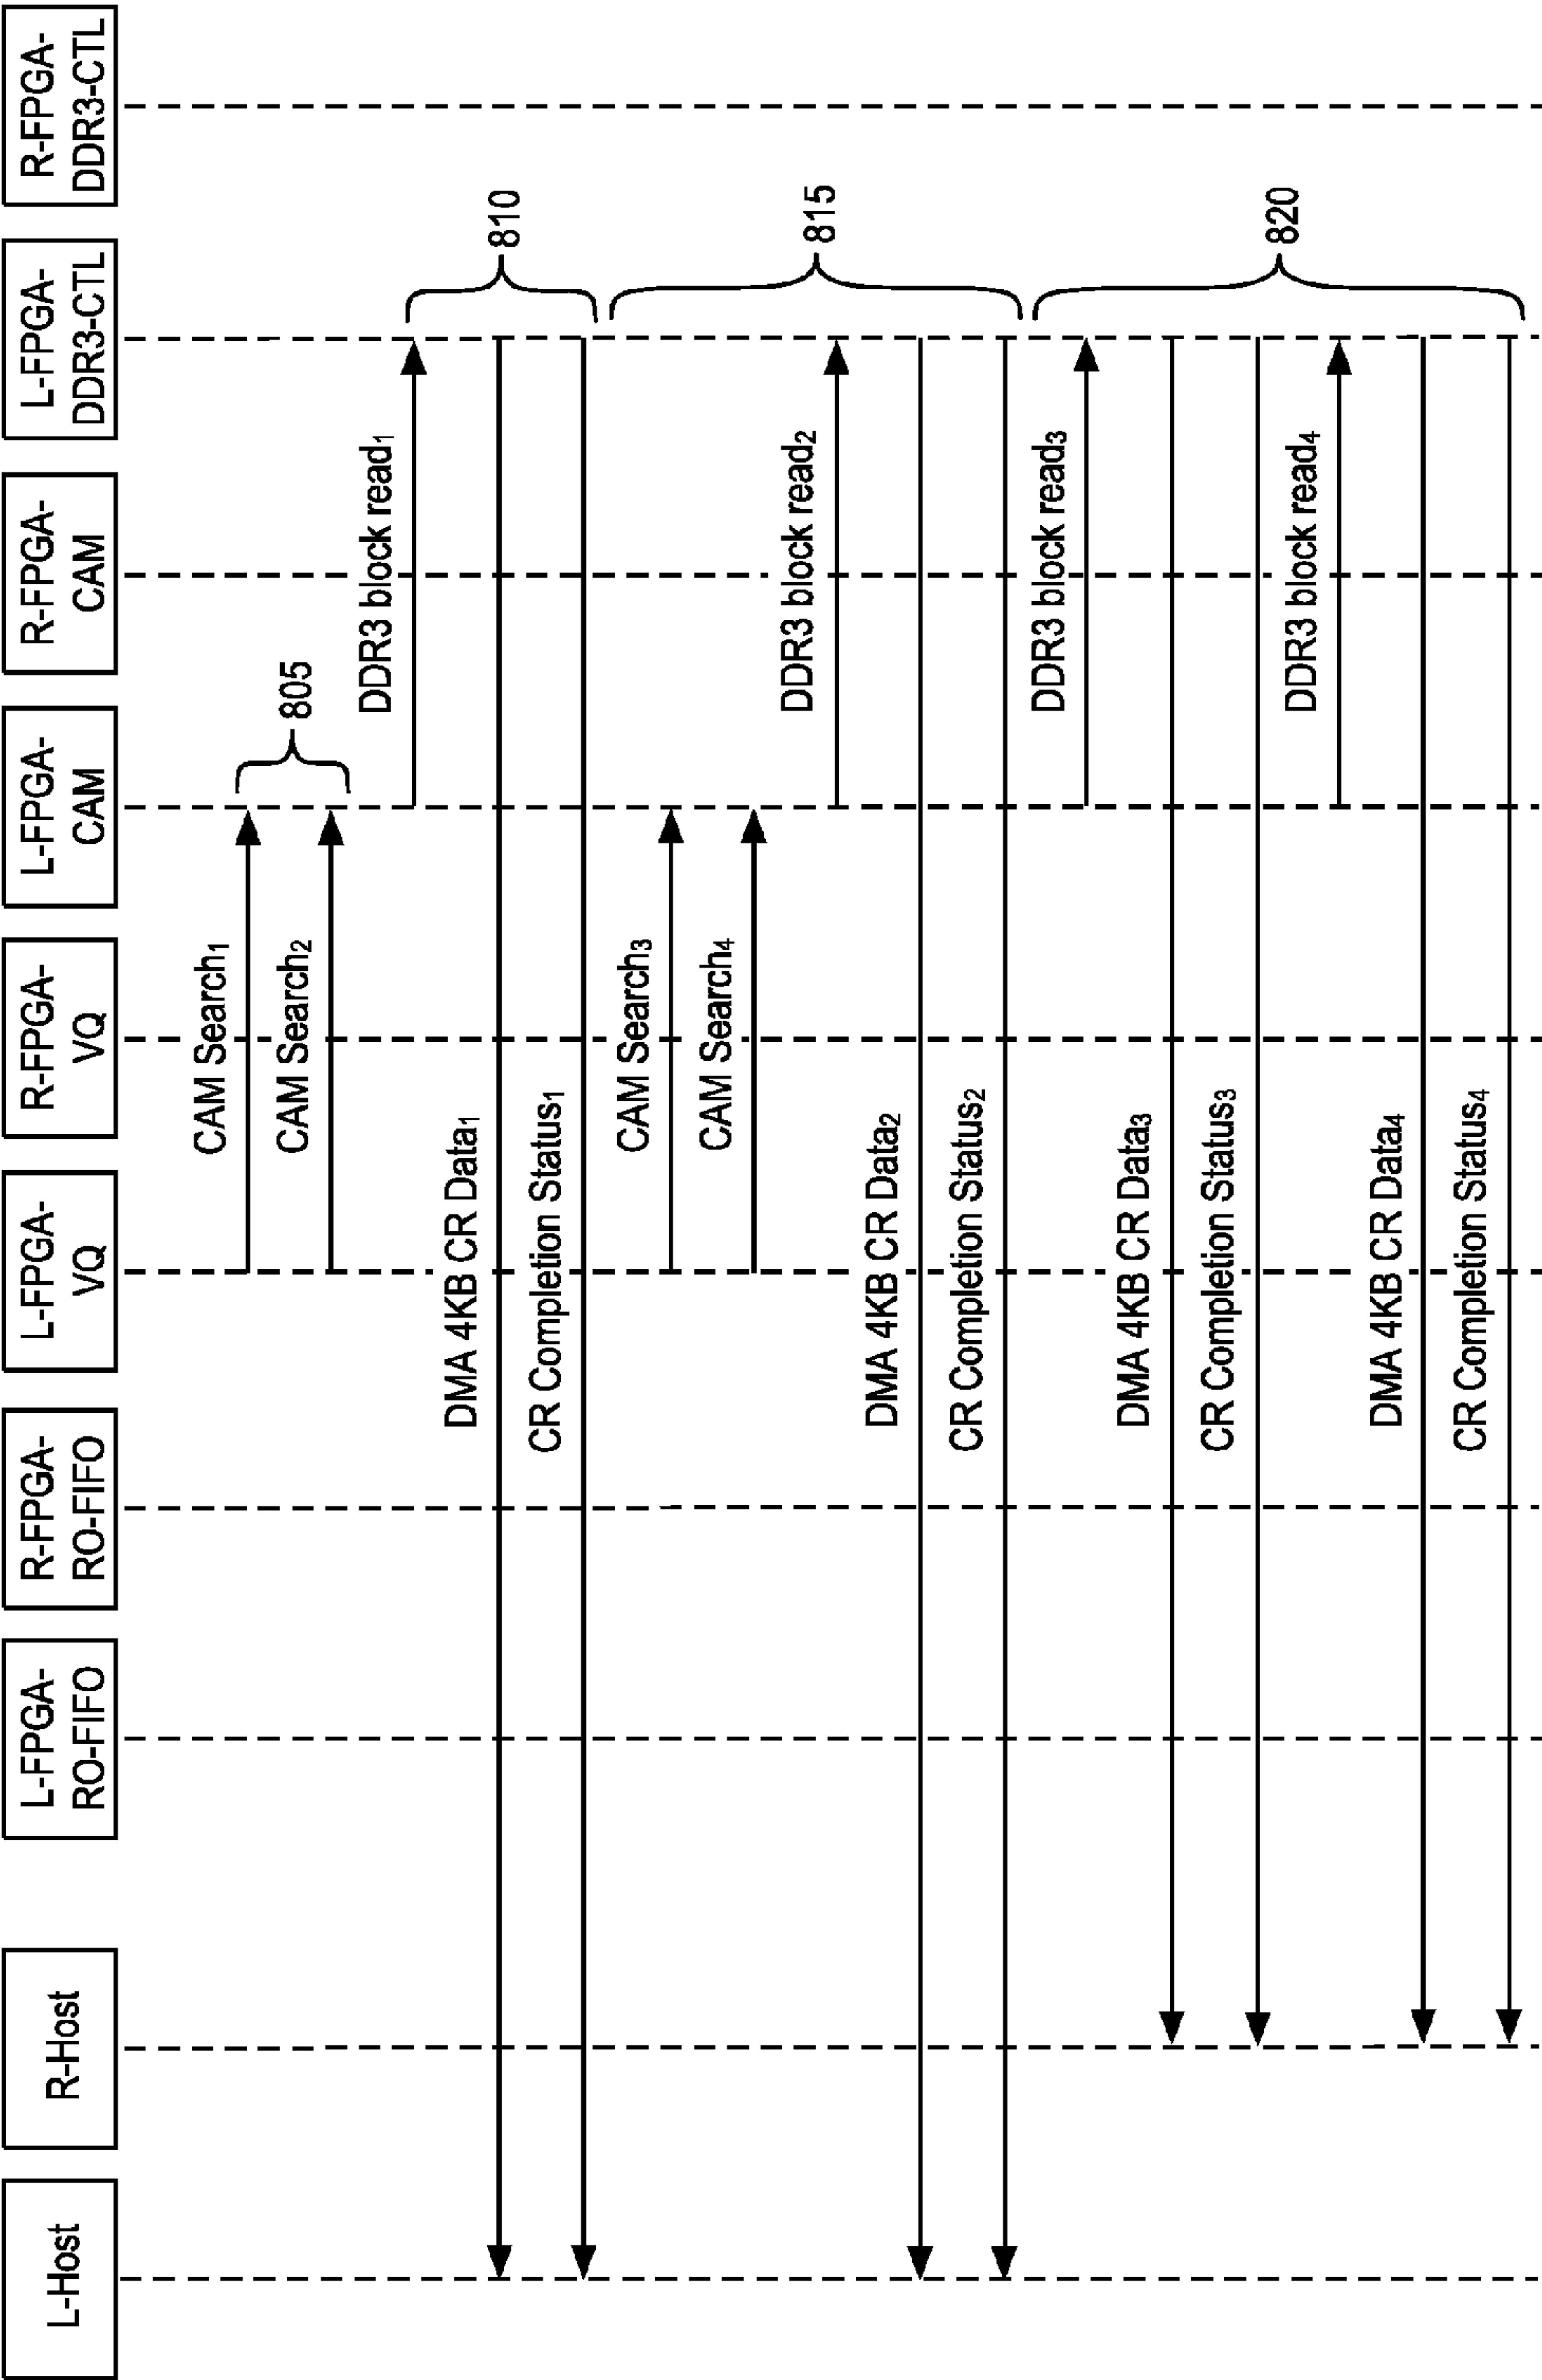 L-Host
R-Host
L-FPGA-
RO-FIFO
R-FPGA-
RO-FIFO
L-FPGA-
VQ
R-FPGA-
VQ
L-FPGA-
CAM
R-FPGA-
CAM
L-FPGA-
DDR3-CTL
R-FPGA-
DDR3-CTL
CAM Search₁
CAM Search₂
805
DDR3 block read₁
DMA 4KB CR Data₁
810
CR Completion Status₁
CAM Search₃
CAM Search₄
DDR3 block read₂
815
DMA 4KB CR Data₂
CR Completion Status₂
DDR3 block read₃
DMA 4KB CR Data₃
CR Completion Status₃
820
DDR3 block read₄
DMA 4KB CR Data₄
CR Completion Status₄